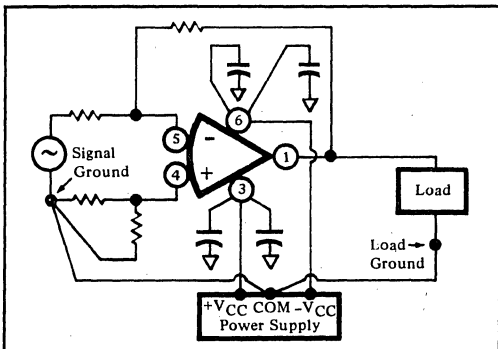 6
5
−
Signal
Ground
4
+
1
3
Load
Load
Ground
+VCC COM −VCC
Power Supply